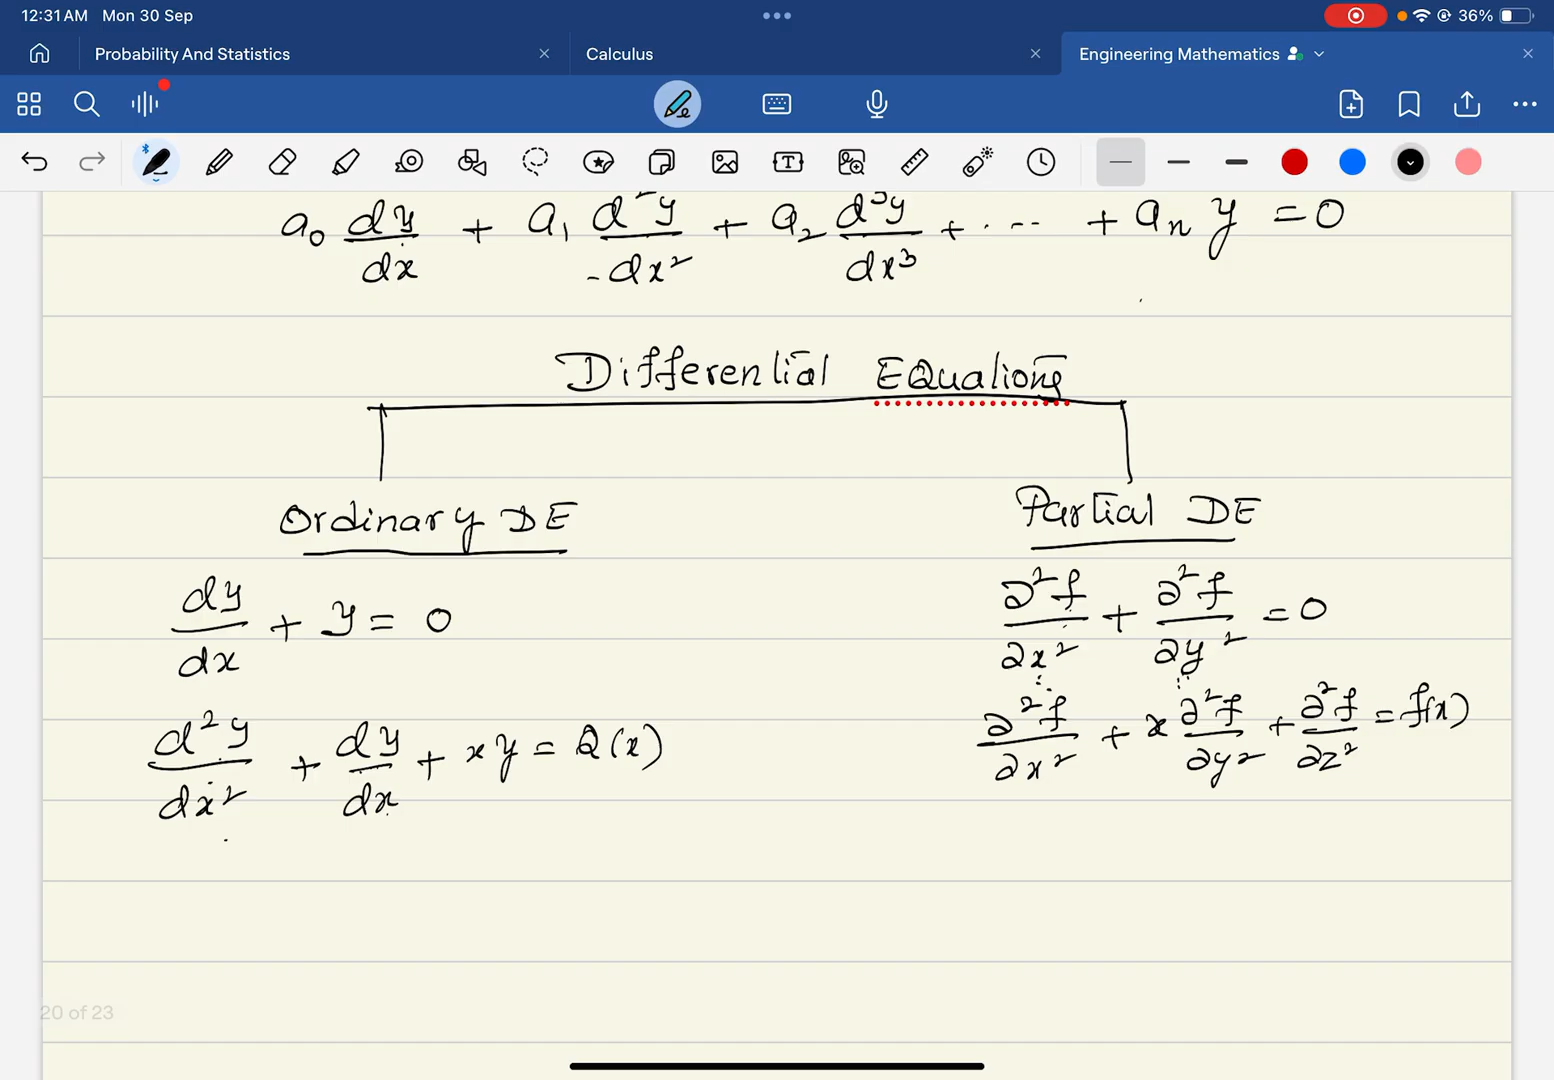 12:31 AM Mon 30 Sep 36%
Probability And Statistics Calculus Engineering Mathematics
a₀ dy/dx + a₁ d²y/dx² + a₂ d³y/dx³ + ... + aₙ y = 0
Differential Equations
Ordinary DE Partial DE
dy/dx + y = 0
∂²f/∂x² + ∂²f/∂y² = 0
d²y/dx² + dy/dx + xy = Q(x)
∂²f/∂x² + x ∂²f/∂y² + ∂²f/∂z² = f(x)
20 of 23